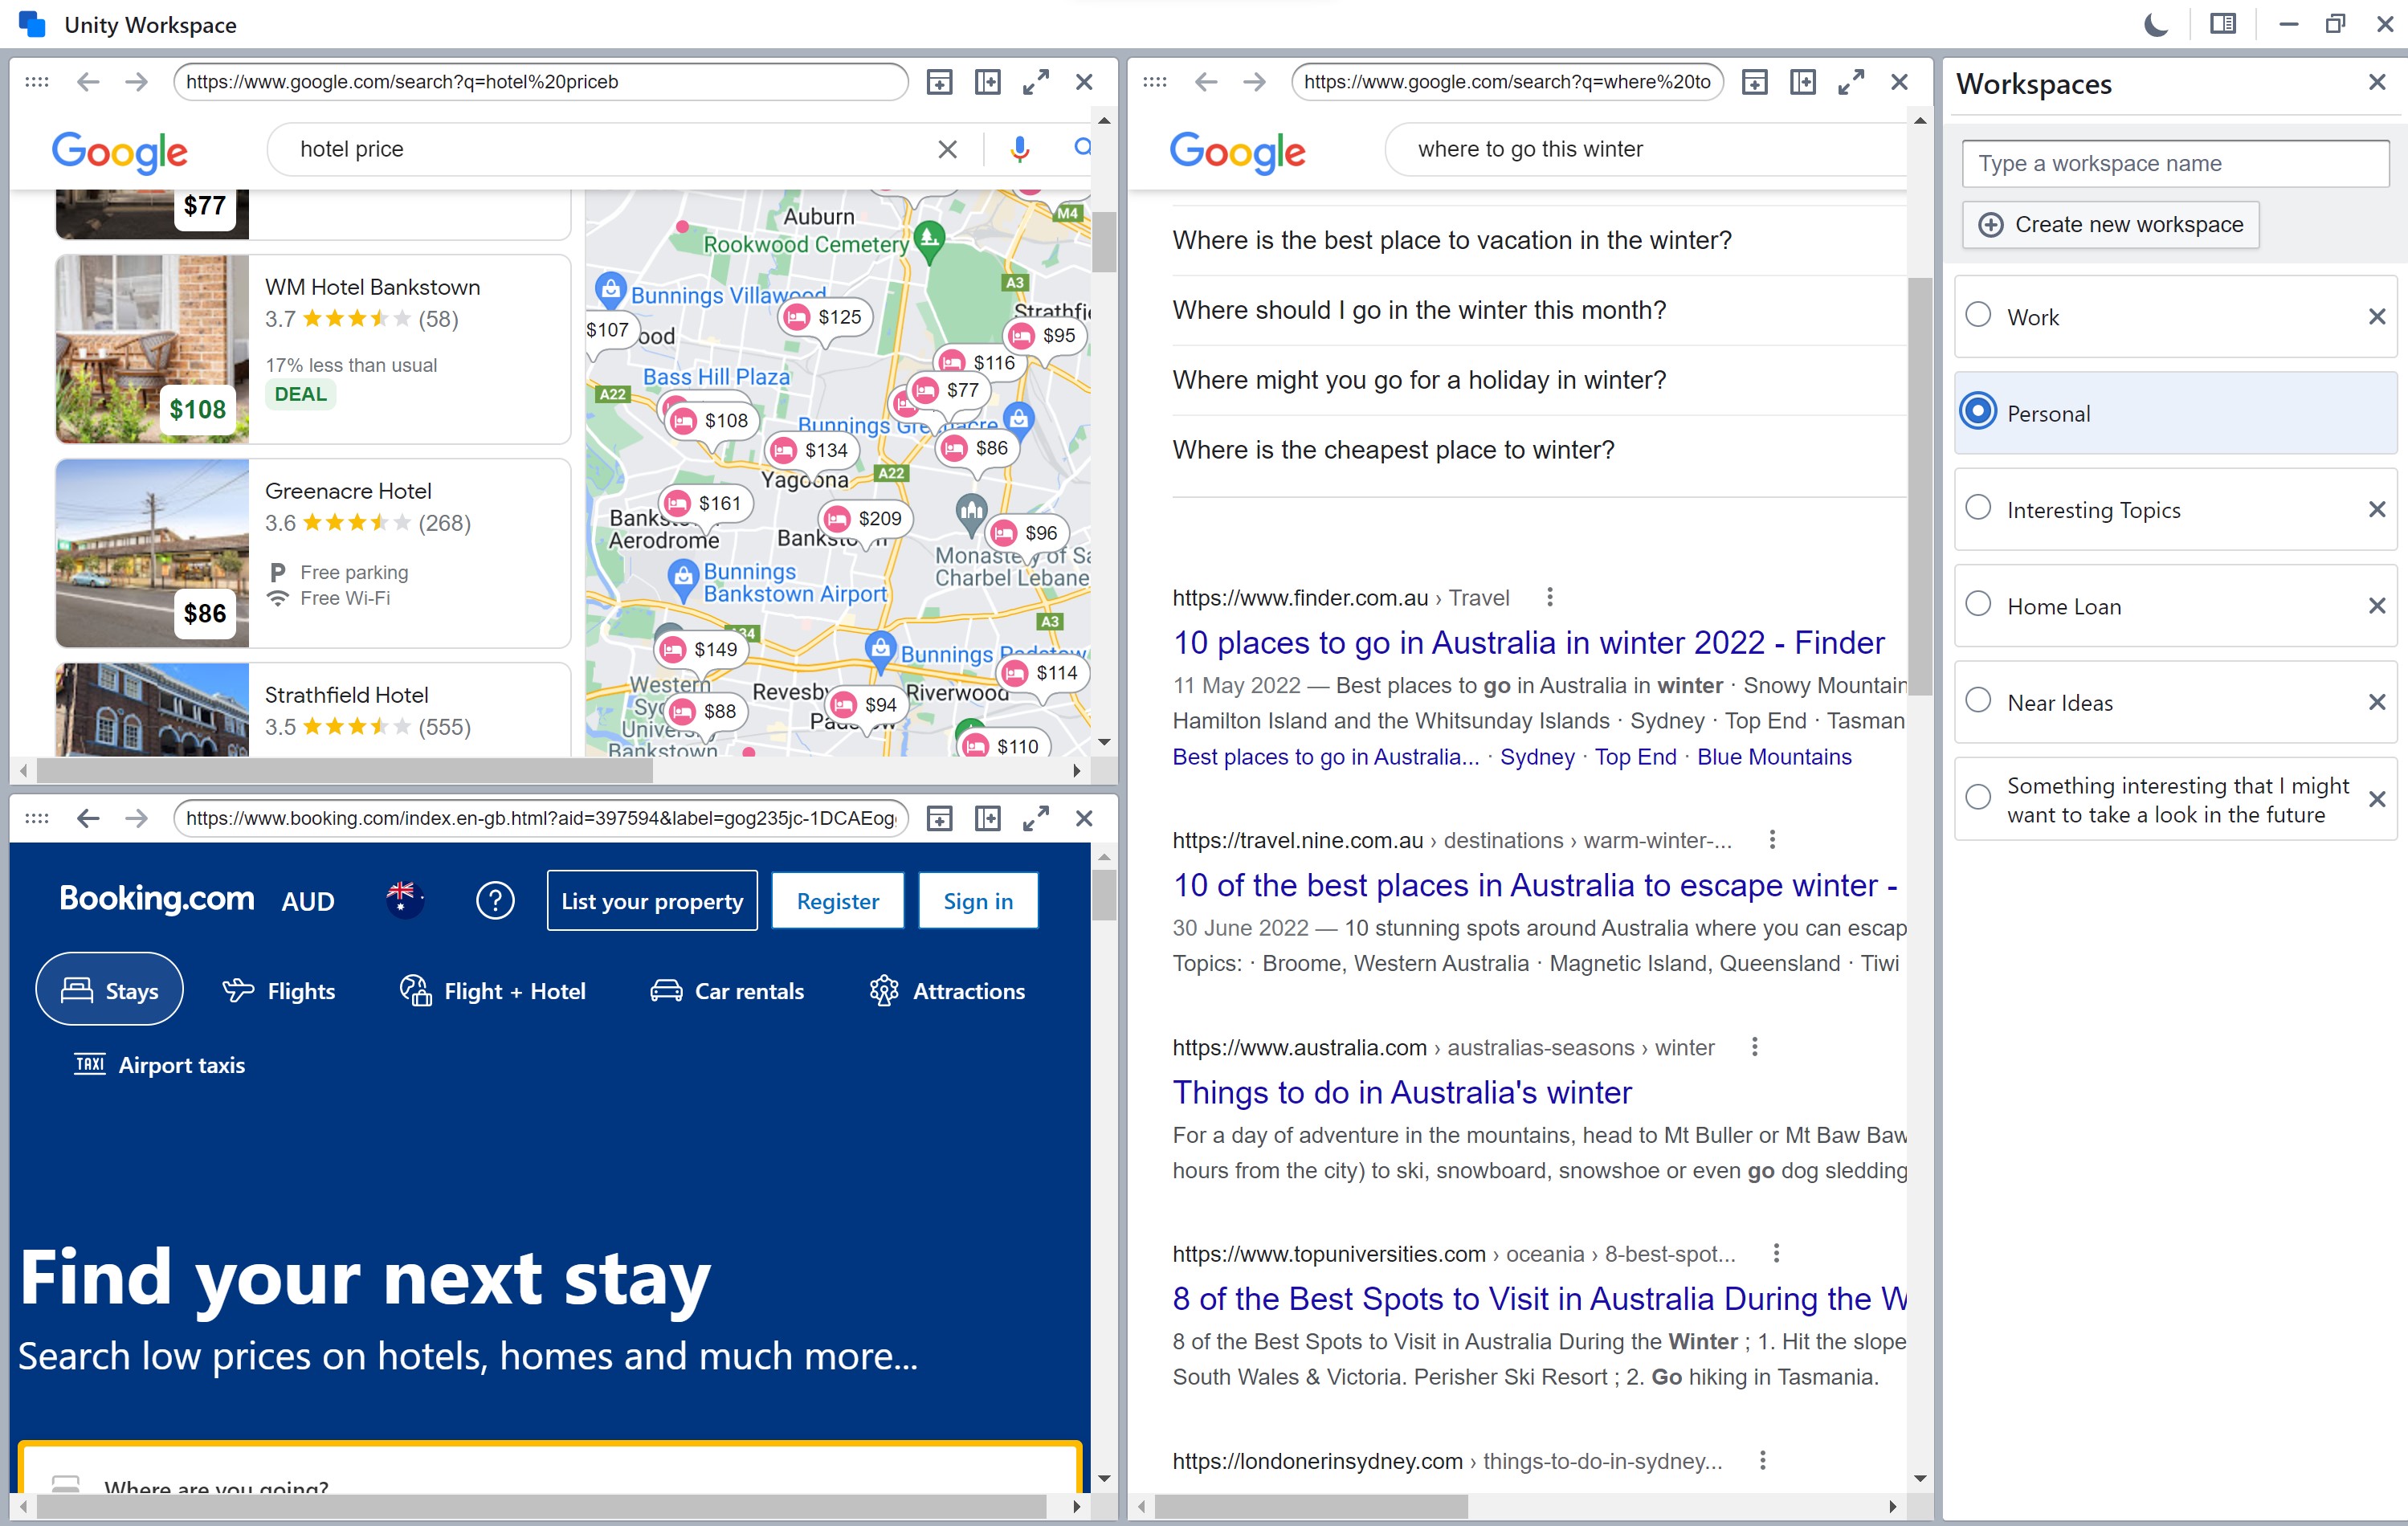 Unity Workspace
https://www.google.com/search?q=hotel%20priceb
Google
hotel price
$77
WM Hotel Bankstown
3.7 (58)
17% less than usual
DEAL
$108
Greenacre Hotel
3.6 (268)
Free parking
Free Wi-Fi
$86
Strathfield Hotel
3.5 (555)
Auburn
M4
Rookwood Cemetery
A3
Bunnings Villawood
$125
$107
ood
Strathfie
$95
$116
Bass Hill Plaza
$77
A22
$108
Bunnings Greenacre
$134
$86
Yagoona
A22
$161
$209
Bankstown
Aerodrome
Bankstown
$96
Monastery of Sa
Charbel Lebane
Bunnings
Bankstown Airport
A34
A3
$149
Bunnings Padstow
$114
Western
Revesby
Riverwood
$88
$94
Padstow
Bankstown
$110
https://www.booking.com/index.en-gb.html?aid=397594&label=gog235jc-1DCAEog
Booking.com
AUD
List your property
Register
Sign in
Stays
Flights
Flight + Hotel
Car rentals
Attractions
TAXI
Airport taxis
Find your next stay
Search low prices on hotels, homes and much more...
Where are you going?
https://www.google.com/search?q=where%20to
Google
where to go this winter
Where is the best place to vacation in the winter?
Where should I go in the winter this month?
Where might you go for a holiday in winter?
Where is the cheapest place to winter?
https://www.finder.com.au › Travel
10 places to go in Australia in winter 2022 - Finder
11 May 2022 — Best places to go in Australia in winter · Snowy Mountain
Hamilton Island and the Whitsunday Islands · Sydney · Top End · Tasman
Best places to go in Australia... · Sydney · Top End · Blue Mountains
https://travel.nine.com.au › destinations › warm-winter-...
10 of the best places in Australia to escape winter -
30 June 2022 — 10 stunning spots around Australia where you can escap
Topics: · Broome, Western Australia · Magnetic Island, Queensland · Tiwi
https://www.australia.com › australias-seasons › winter
Things to do in Australia's winter
For a day of adventure in the mountains, head to Mt Buller or Mt Baw Baw
hours from the city) to ski, snowboard, snowshoe or even go dog sledding
https://www.topuniversities.com › oceania › 8-best-spot...
8 of the Best Spots to Visit in Australia During the W
8 of the Best Spots to Visit in Australia During the Winter ; 1. Hit the slope
South Wales & Victoria. Perisher Ski Resort ; 2. Go hiking in Tasmania.
https://londonerinsydney.com › things-to-do-in-sydney...
Workspaces
Type a workspace name
Create new workspace
Work
Personal
Interesting Topics
Home Loan
Near Ideas
Something interesting that I might
want to take a look in the future